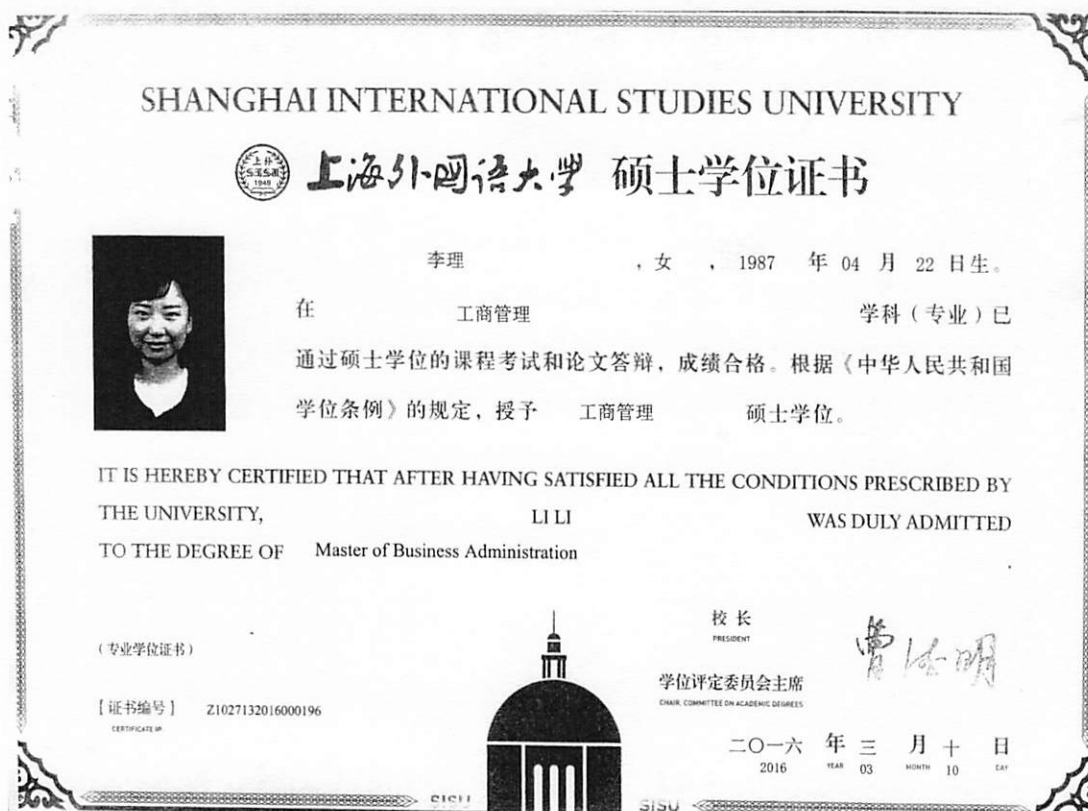 SHANGHAI INTERNATIONAL STUDIES UNIVERSITY
上外
SISU
1949
上海外国语大学 硕士学位证书
李理 , 女 , 1987 年 04 月 22 日生。
在 工商管理 学科（专业）已
通过硕士学位的课程考试和论文答辩，成绩合格。根据《中华人民共和国
学位条例》的规定，授予 工商管理 硕士学位。
IT IS HEREBY CERTIFIED THAT AFTER HAVING SATISFIED ALL THE CONDITIONS PRESCRIBED BY
THE UNIVERSITY, LI LI WAS DULY ADMITTED
TO THE DEGREE OF Master of Business Administration
（专业学位证书）
【证书编号】 Z1027132016000196
CERTIFICATE №
校 长
PRESIDENT
曹德明
学位评定委员会主席
CHAIR, COMMITTEE ON ACADEMIC DEGREES
二〇一六 年 三 月 十 日
2016 YEAR 03 MONTH 10 DAY
SISU SISU